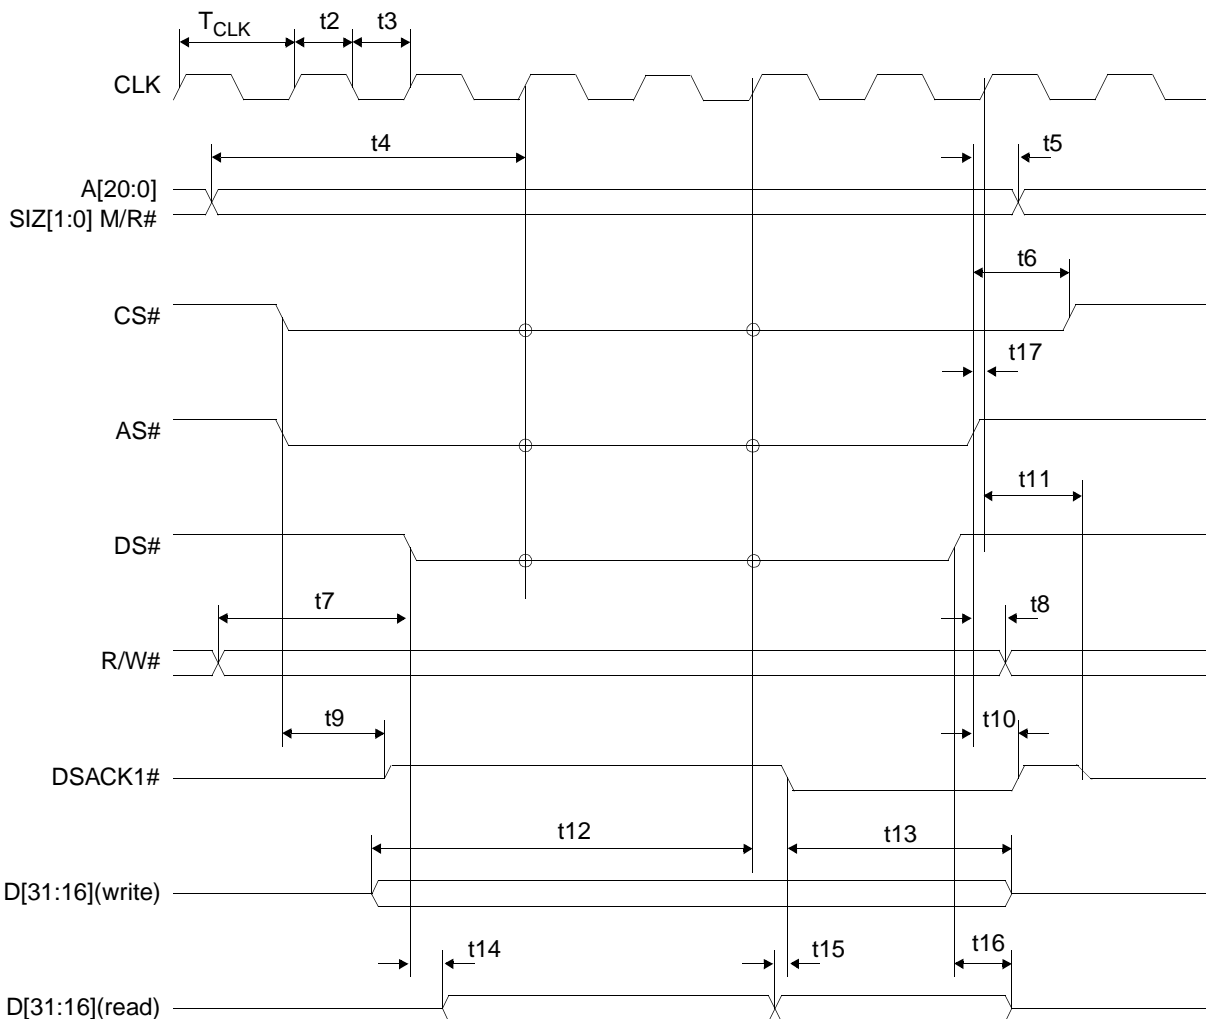 TCLK t2 t3
CLK
t4 t5
A[20:0]
SIZ[1:0] M/R#
t6
CS#
t17
AS#
t11
DS#
t7 t8
R/W#
t9 t10
DSACK1#
t12 t13
D[31:16](write)
t14 t15 t16
D[31:16](read)